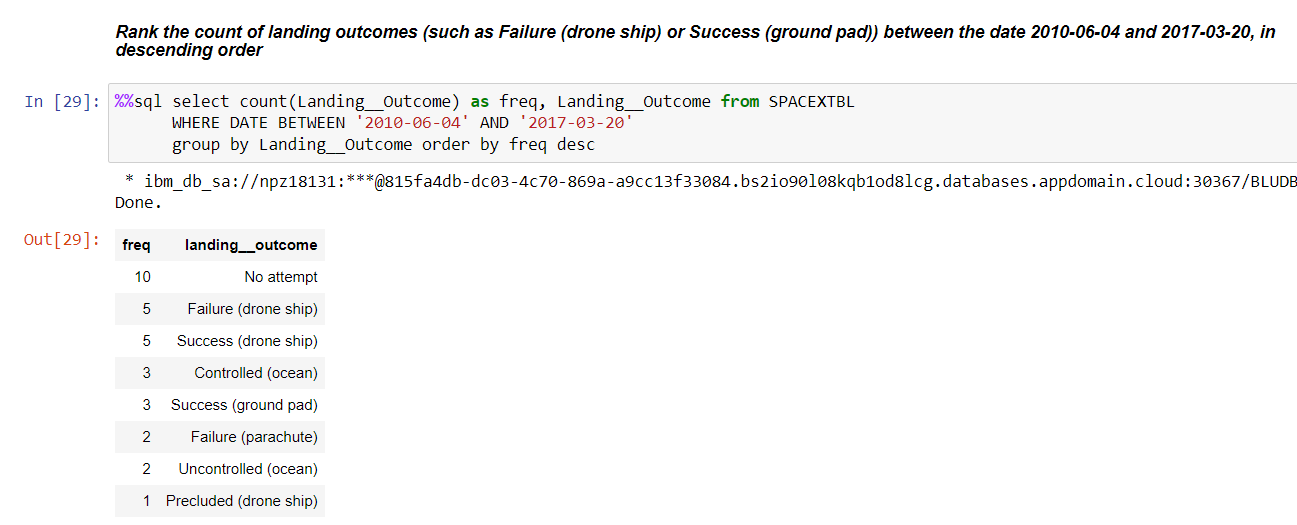 Rank the count of landing outcomes (such as Failure (drone ship) or Success (ground pad)) between the date 2010-06-04 and 2017-03-20, in
descending order
In [29]: %%sql select count(Landing__Outcome) as freq, Landing__Outcome from SPACEXTBL
WHERE DATE BETWEEN '2010-06-04' AND '2017-03-20'
group by Landing__Outcome order by freq desc
* ibm_db_sa://npz18131:***@815fa4db-dc03-4c70-869a-a9cc13f33084.bs2io90l08kqb1od8lcg.databases.appdomain.cloud:30367/BLUDB
Done.
Out[29]: freq landing__outcome
10 No attempt
5 Failure (drone ship)
5 Success (drone ship)
3 Controlled (ocean)
3 Success (ground pad)
2 Failure (parachute)
2 Uncontrolled (ocean)
1 Precluded (drone ship)